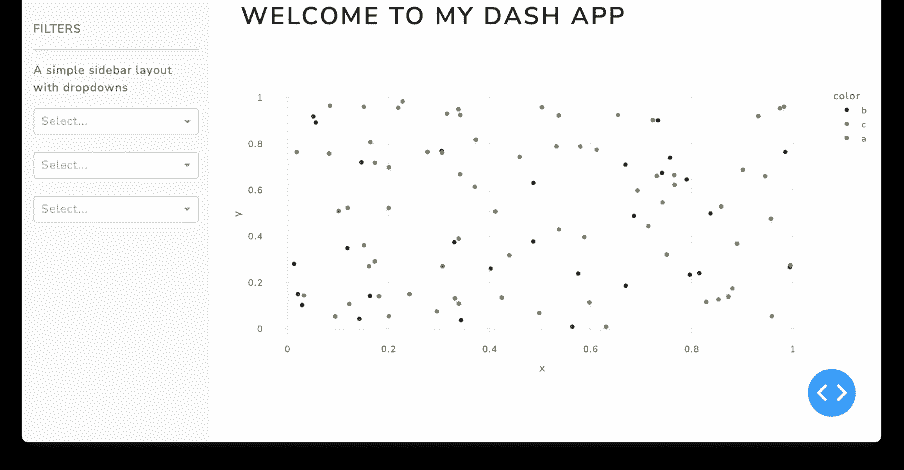 WELCOME TO MY DASH APP
FILTERS
A simple sidebar layout
with dropdowns
Select...
Select...
Select...
color
b
c
a
1
0.8
0.6
0.4
0.2
0
y
0 0.2 0.4 0.6 0.8 1
x